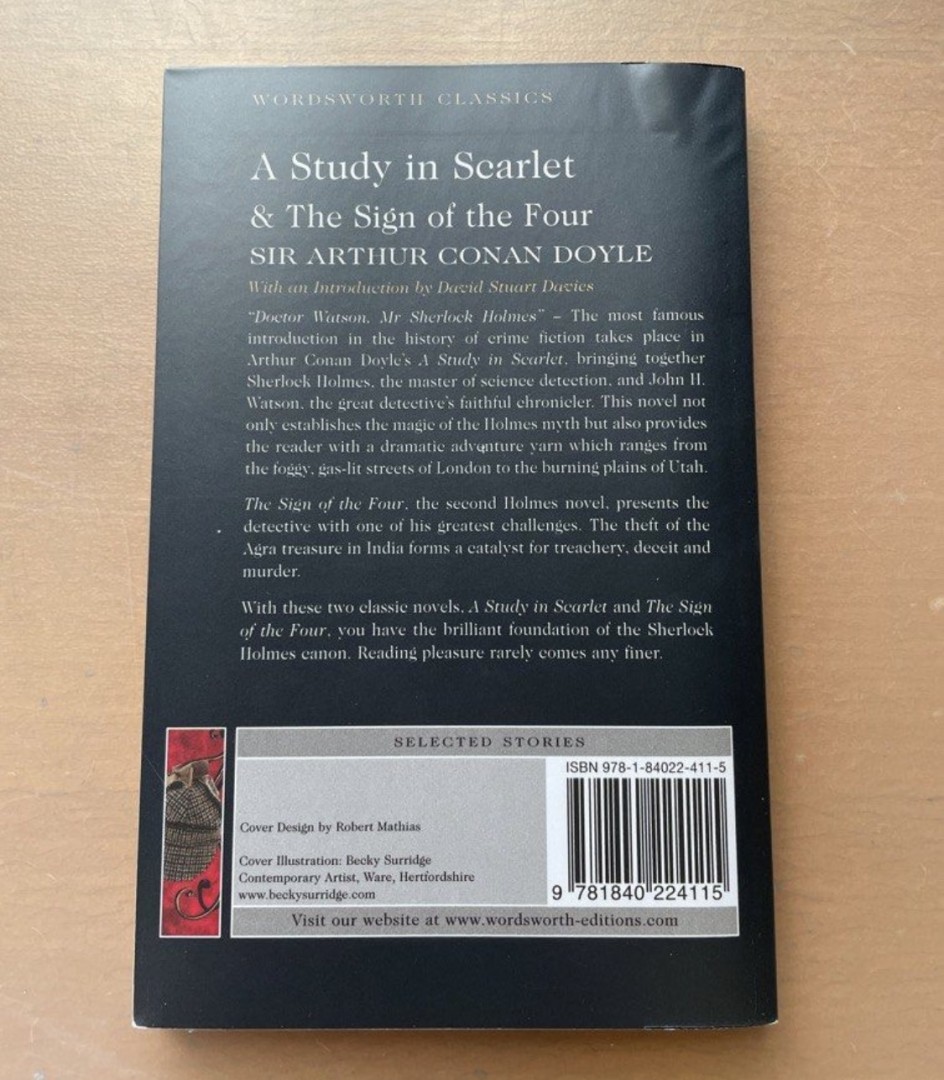 WORDSWORTH CLASSICS
A Study in Scarlet
& The Sign of the Four
SIR ARTHUR CONAN DOYLE
With an Introduction by David Stuart Davies
“Doctor Watson, Mr Sherlock Holmes” – The most famous
introduction in the history of crime fiction takes place in
Arthur Conan Doyle’s A Study in Scarlet, bringing together
Sherlock Holmes, the master of science detection, and John H.
Watson, the great detective’s faithful chronicler. This novel not
only establishes the magic of the Holmes myth but also provides
the reader with a dramatic adventure yarn which ranges from
the foggy, gas-lit streets of London to the burning plains of Utah.
The Sign of the Four, the second Holmes novel, presents the
detective with one of his greatest challenges. The theft of the
Agra treasure in India forms a catalyst for treachery, deceit and
murder.
With these two classic novels, A Study in Scarlet and The Sign
of the Four, you have the brilliant foundation of the Sherlock
Holmes canon. Reading pleasure rarely comes any finer.
SELECTED STORIES
ISBN 978-1-84022-411-5
Cover Design by Robert Mathias
Cover Illustration: Becky Surridge
Contemporary Artist, Ware, Hertfordshire
www.beckysurridge.com
9 781840 224115
Visit our website at www.wordsworth-editions.com